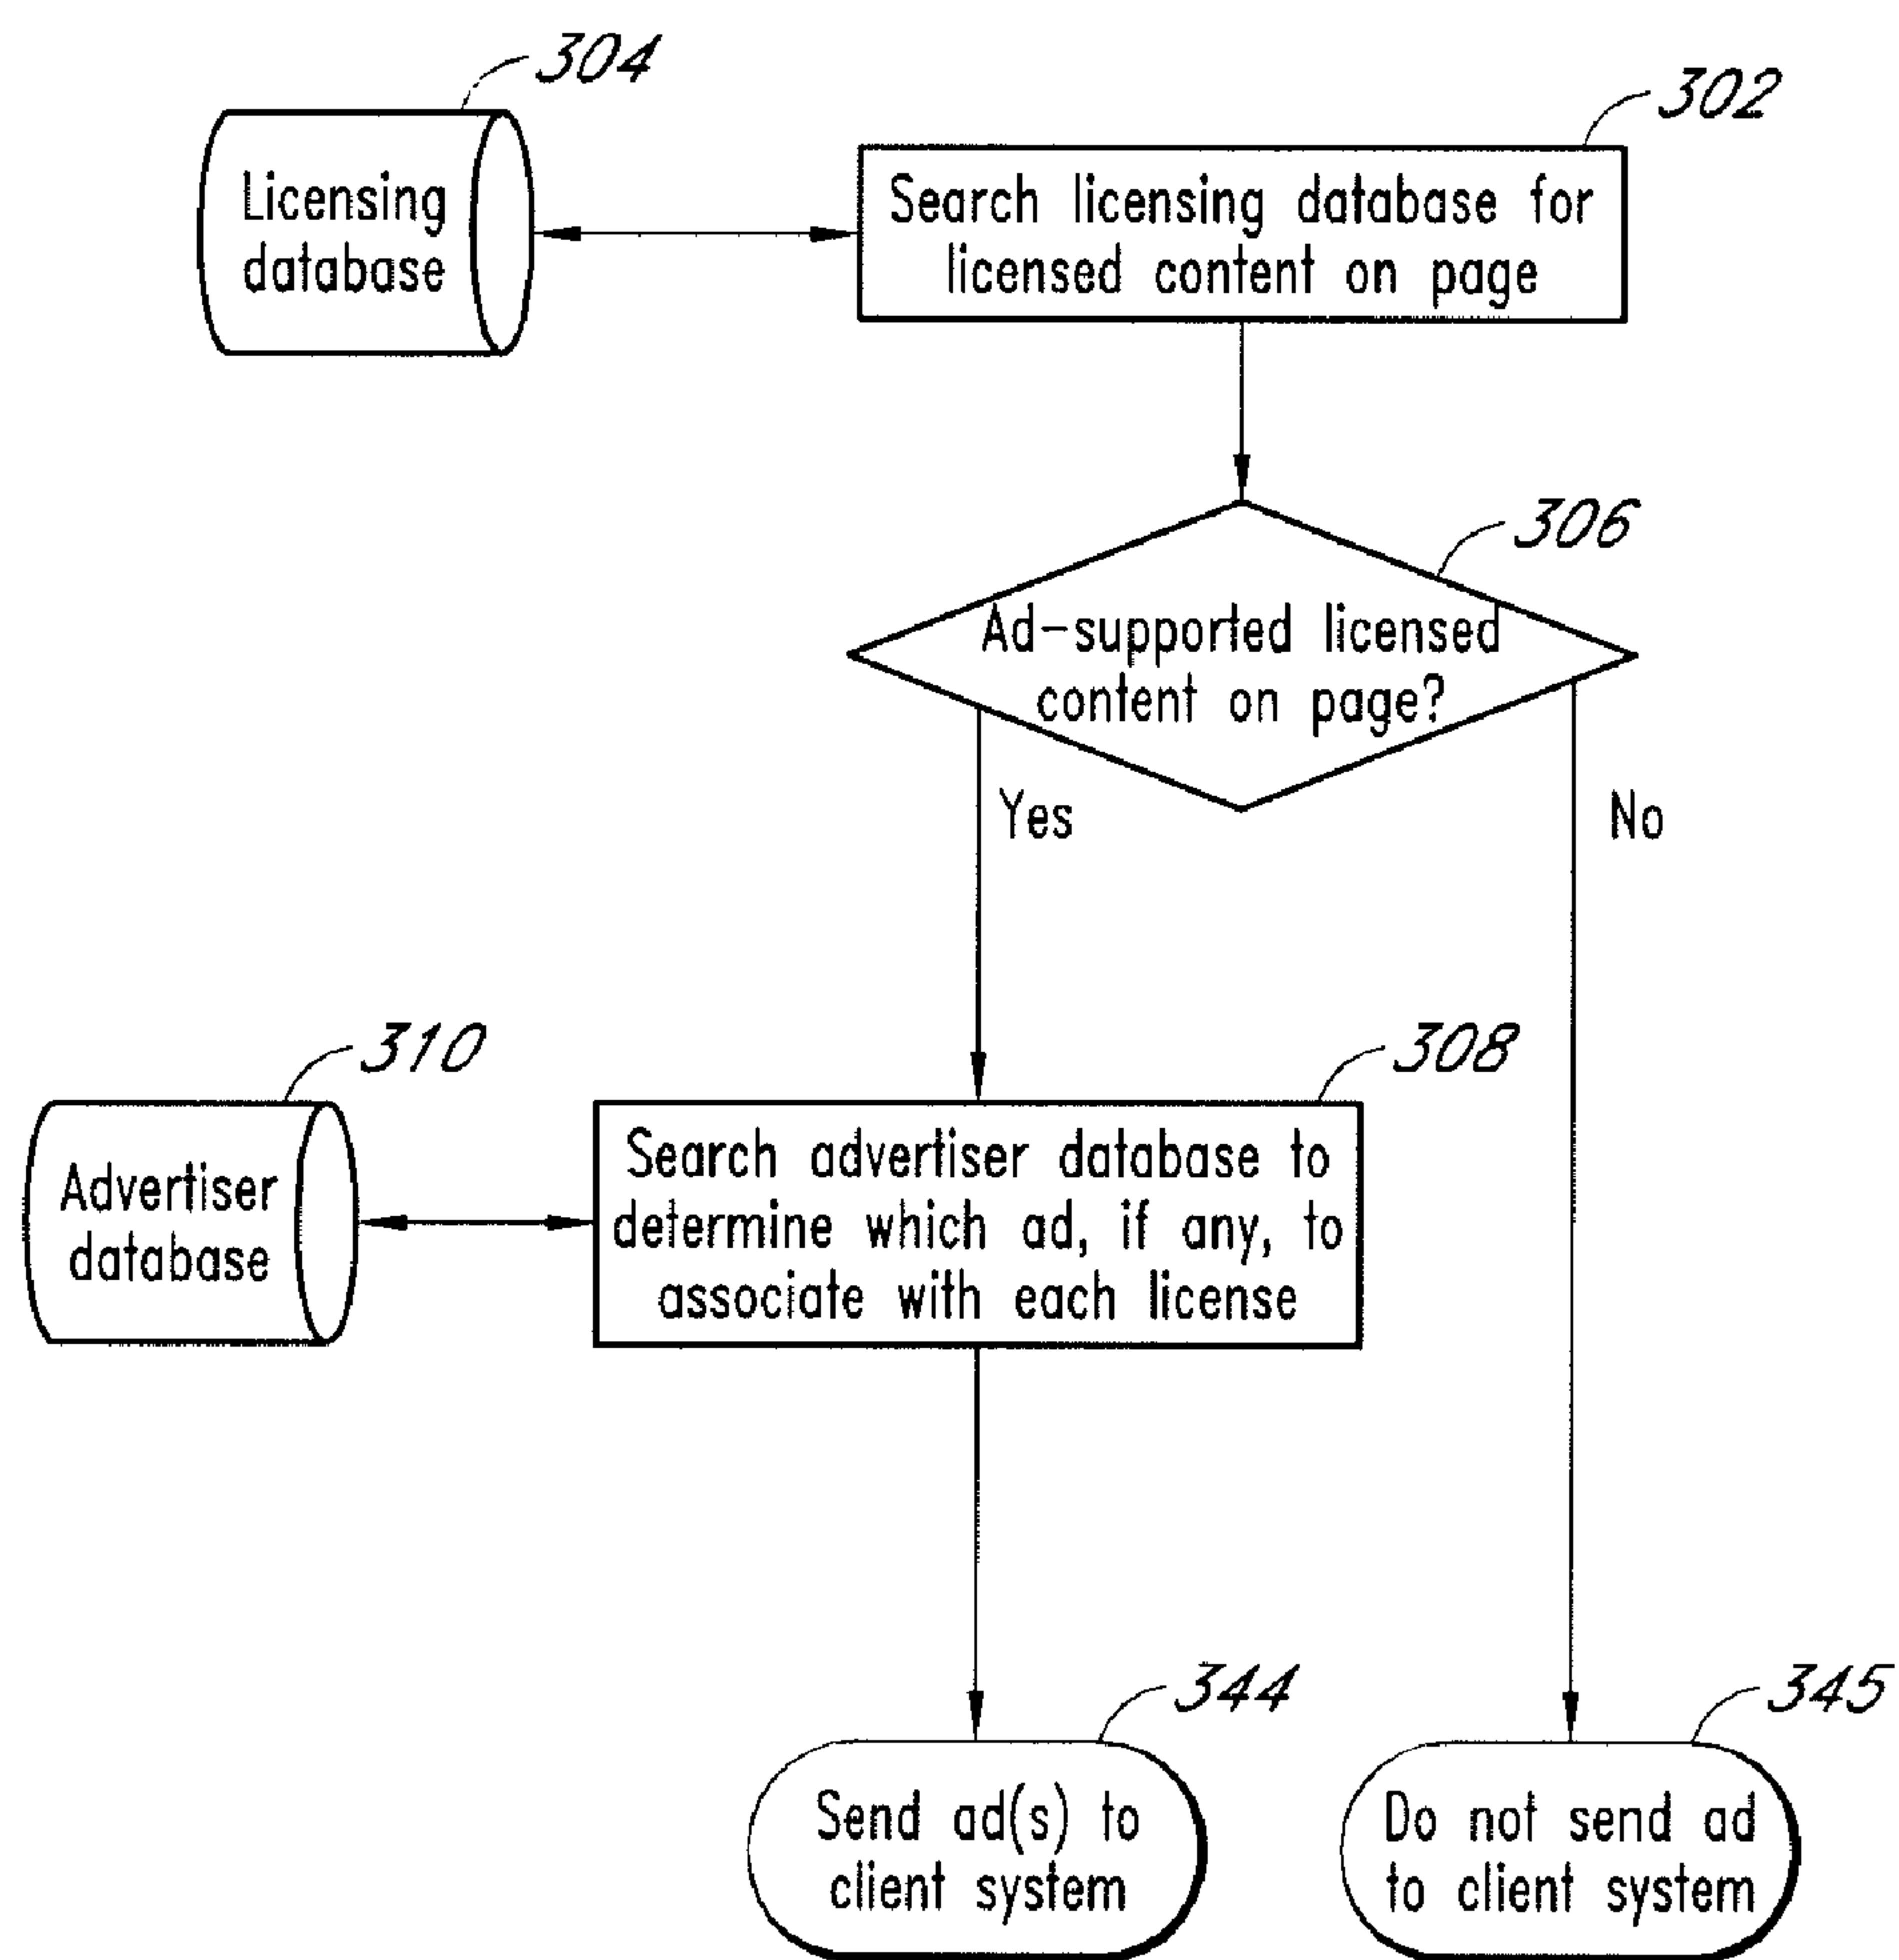 304
302
Licensing
database
Search licensing database for
licensed content on page
306
Ad-supported licensed
content on page?
Yes
No
310
308
Advertiser
database
Search advertiser database to
determine which ad, if any, to
associate with each license
344
345
Send ad(s) to
client system
Do not send ad
to client system